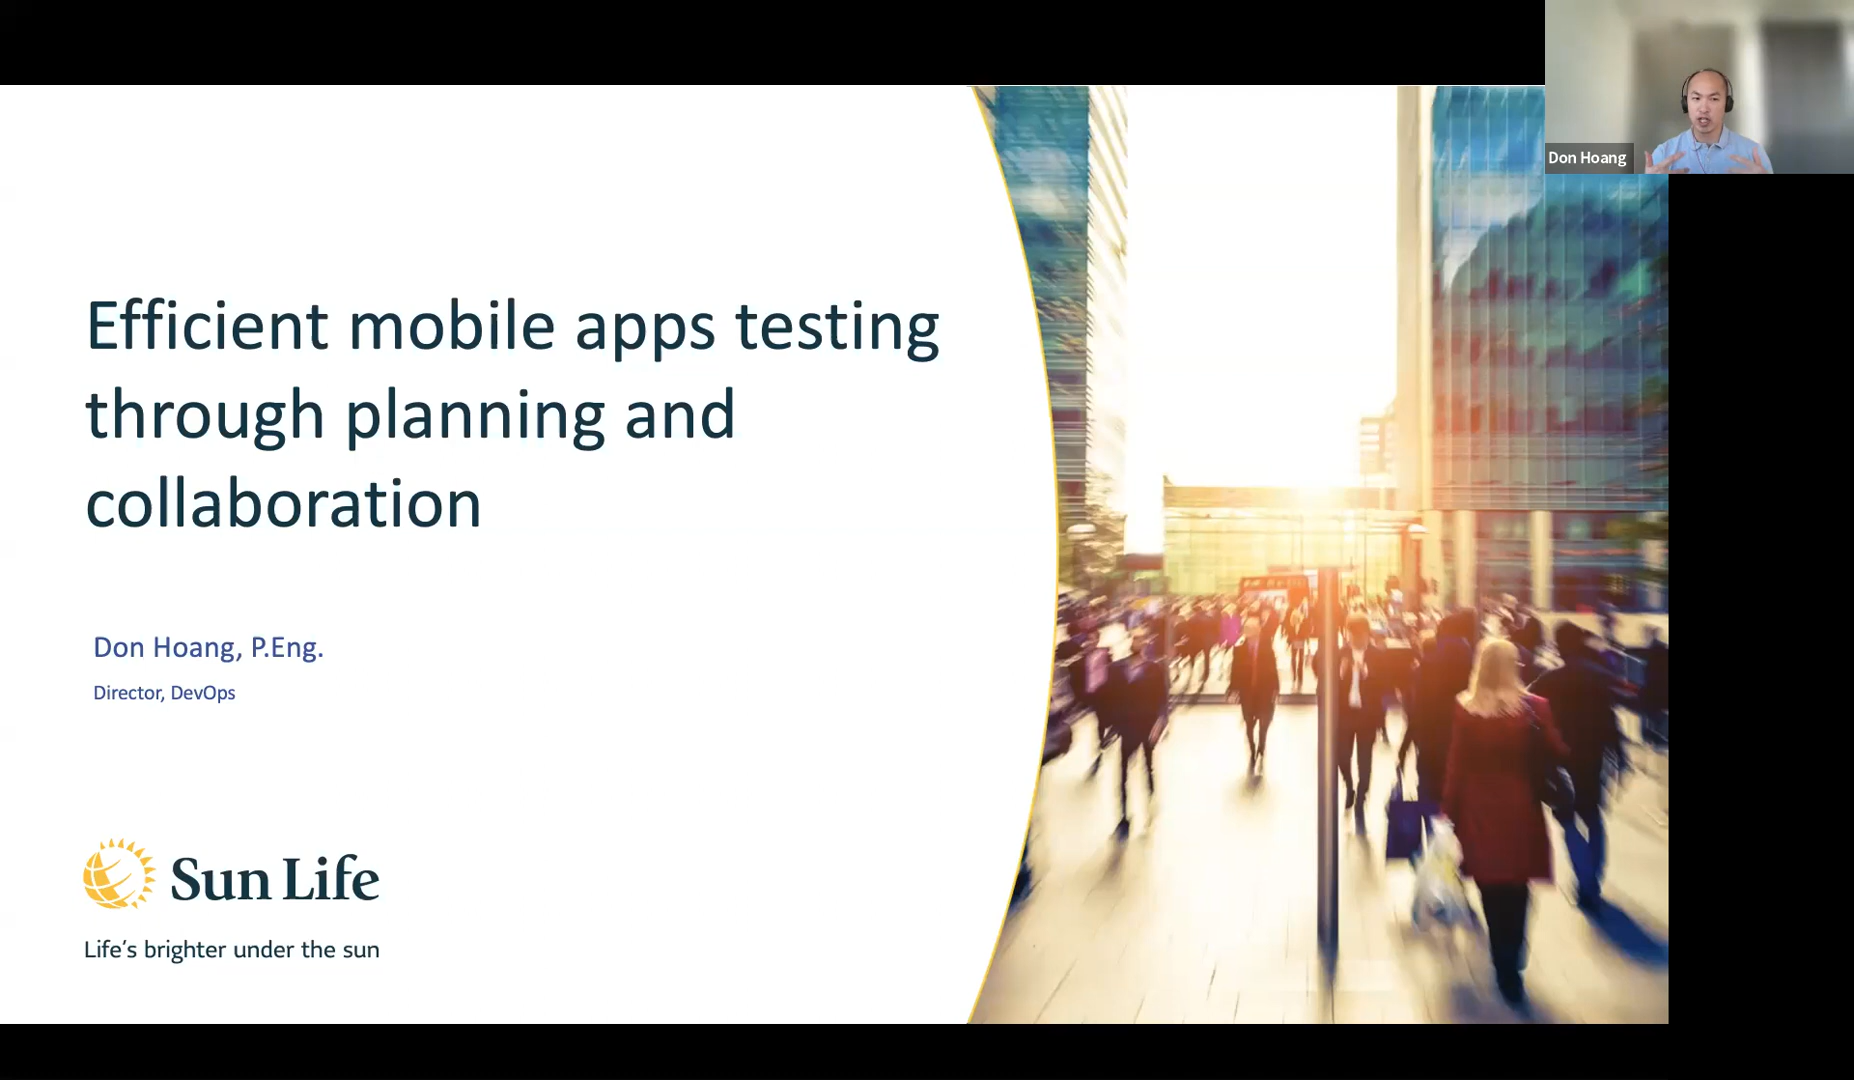 Don Hoang
Efficient mobile apps testing
through planning and
collaboration
Don Hoang, P.Eng.
Director, DevOps
Sun Life
Life's brighter under the sun